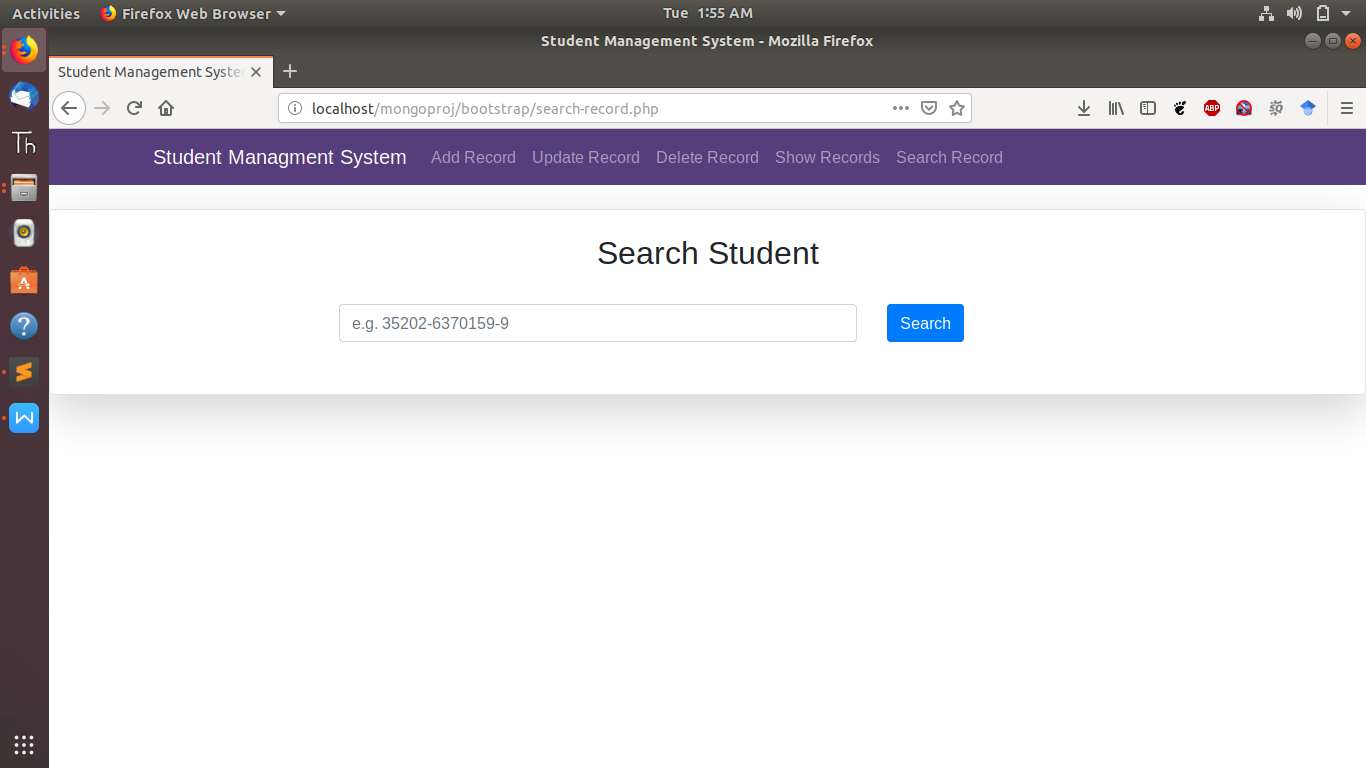 Activities Firefox Web Browser Tue 1:55 AM
Student Management System - Mozilla Firefox
Student Management System
localhost/mongoproj/bootstrap/search-record.php
ABP
Student Managment System Add Record Update Record Delete Record Show Records Search Record
Th
Search Student
e.g. 35202-6370159-9 Search